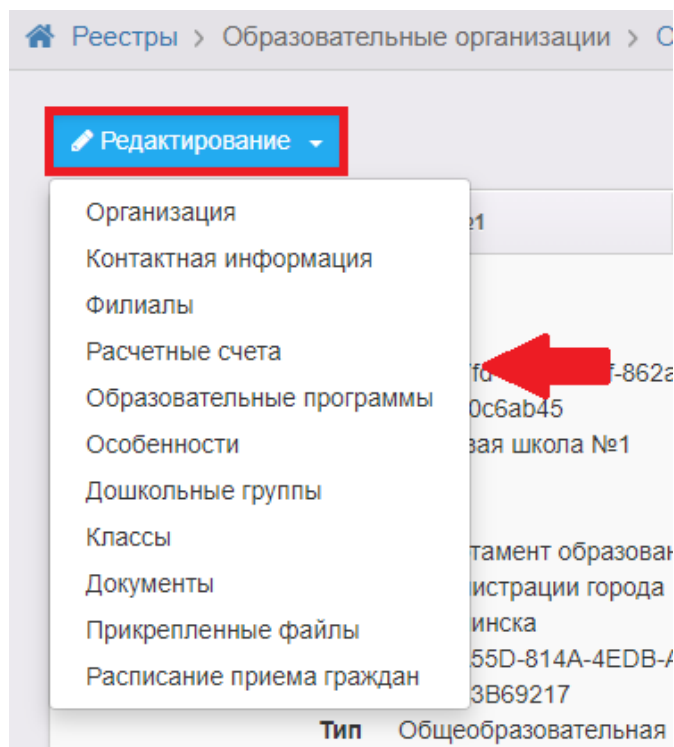 Реестры > Образовательные организации >
Редактирование
Организация
№1
Контактная информация
Филиалы
Расчетные счета
-862a
Образовательные программы
0c6ab45
Особенности
вая школа №1
Дошкольные группы
Классы
тамент образован
Документы
истрации города
Прикрепленные файлы
инска
Расписание приема граждан
55D-814A-4EDB-A
3B69217
Тип Общеобразовательная